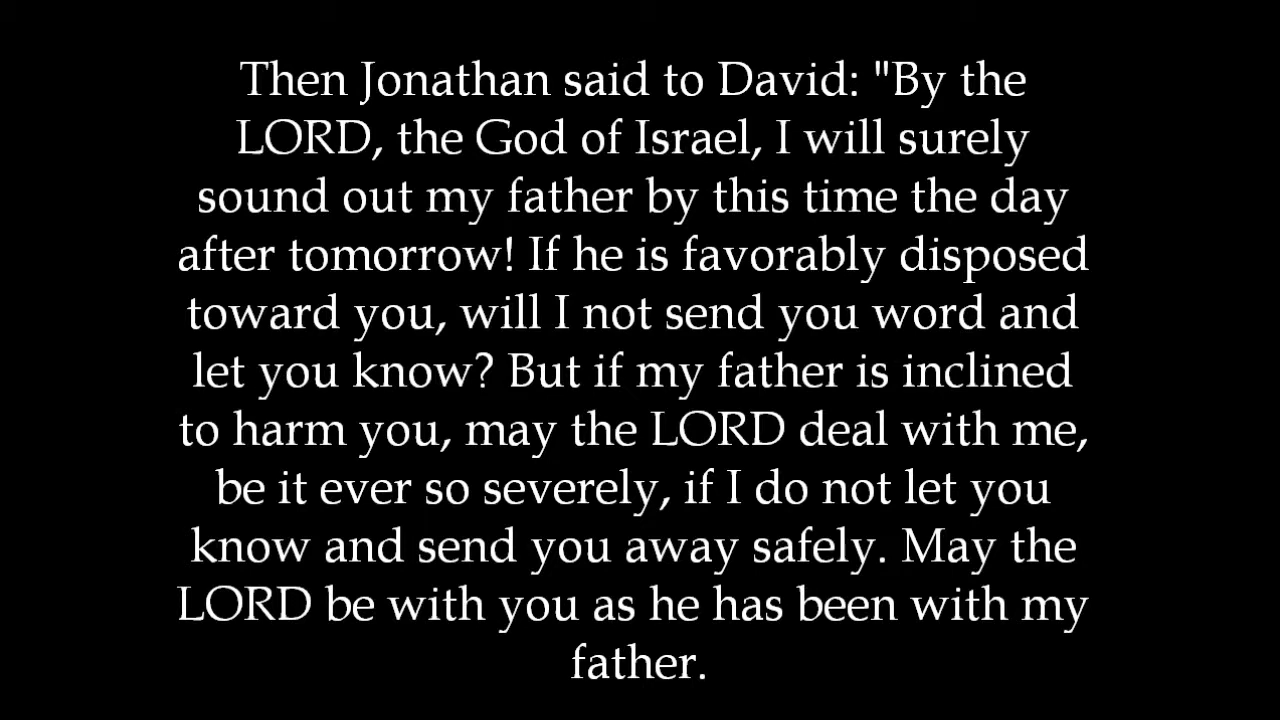 Then Jonathan said to David: "By the
LORD, the God of Israel, I will surely
sound out my father by this time the day
after tomorrow! If he is favorably disposed
toward you, will I not send you word and
let you know? But if my father is inclined
to harm you, may the LORD deal with me,
be it ever so severely, if I do not let you
know and send you away safely. May the
LORD be with you as he has been with my
father.